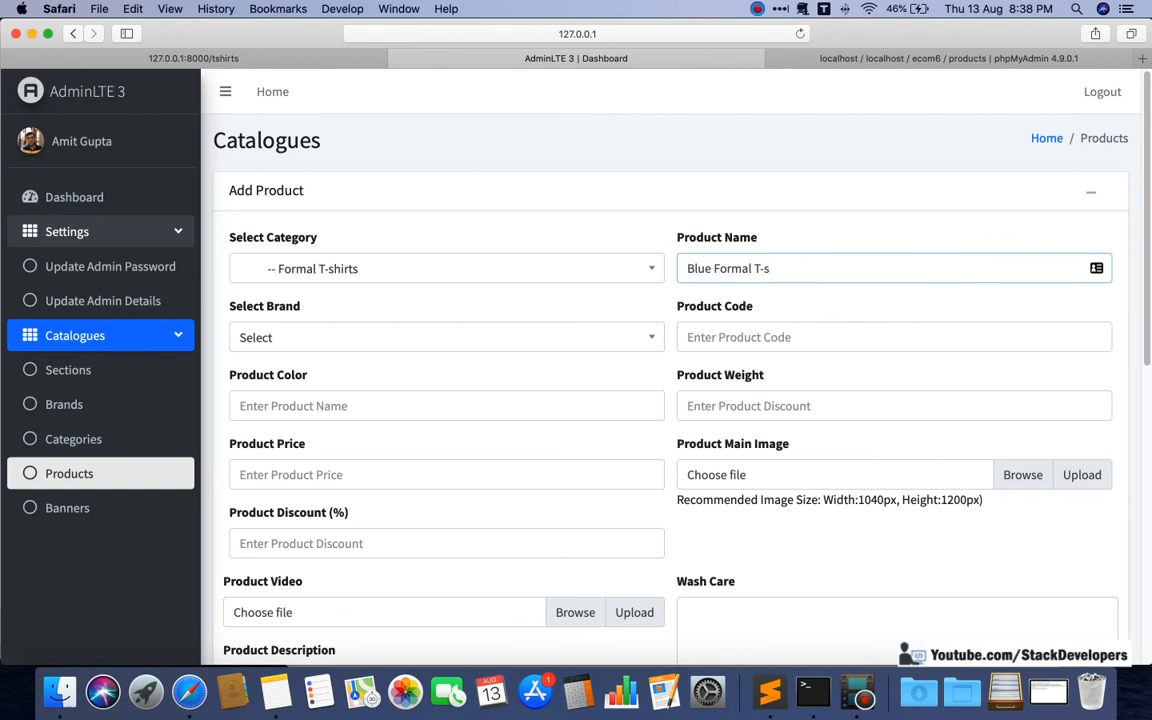 Safari File Edit View History Bookmarks Develop Window Help 46% Thu 13 Aug 8:38 PM
127.0.0.1
127.0.0.1:8000/tshirts AdminLTE 3 | Dashboard localhost / localhost / ecom6 / products | phpMyAdmin 4.9.0.1
AdminLTE 3
Home
Logout
Amit Gupta
Catalogues
Home / Products
Dashboard
Settings
Update Admin Password
Update Admin Details
Catalogues
Sections
Brands
Categories
Products
Banners
Add Product
Select Category
-- Formal T-shirts
Product Name
Blue Formal T-s
Select Brand
Select
Product Code
Enter Product Code
Product Color
Enter Product Name
Product Weight
Enter Product Discount
Product Price
Enter Product Price
Product Main Image
Choose file Browse Upload
Recommended Image Size: Width:1040px, Height:1200px)
Product Discount (%)
Enter Product Discount
Product Video
Choose file Browse Upload
Wash Care
Product Description
Youtube.com/StackDevelopers
AUG
13
1